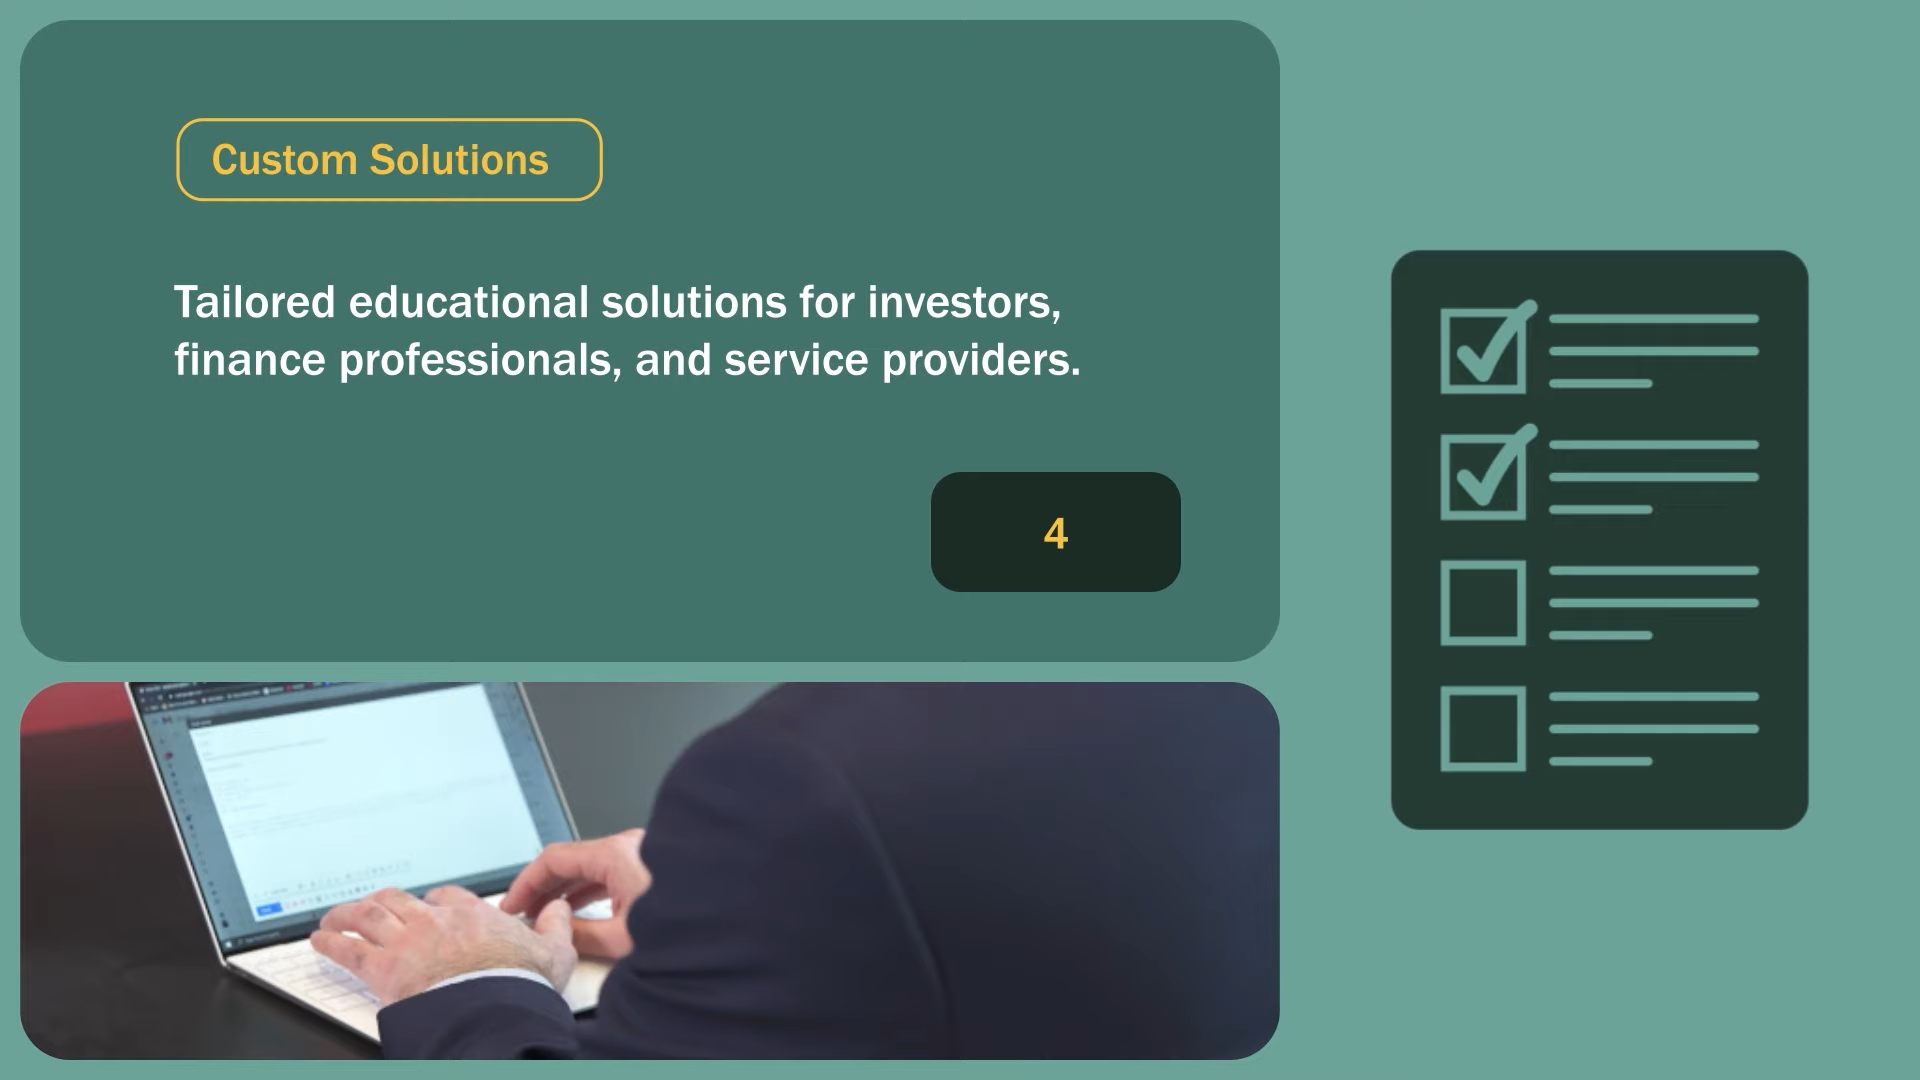 Custom Solutions
Tailored educational solutions for investors,
finance professionals, and service providers.
4